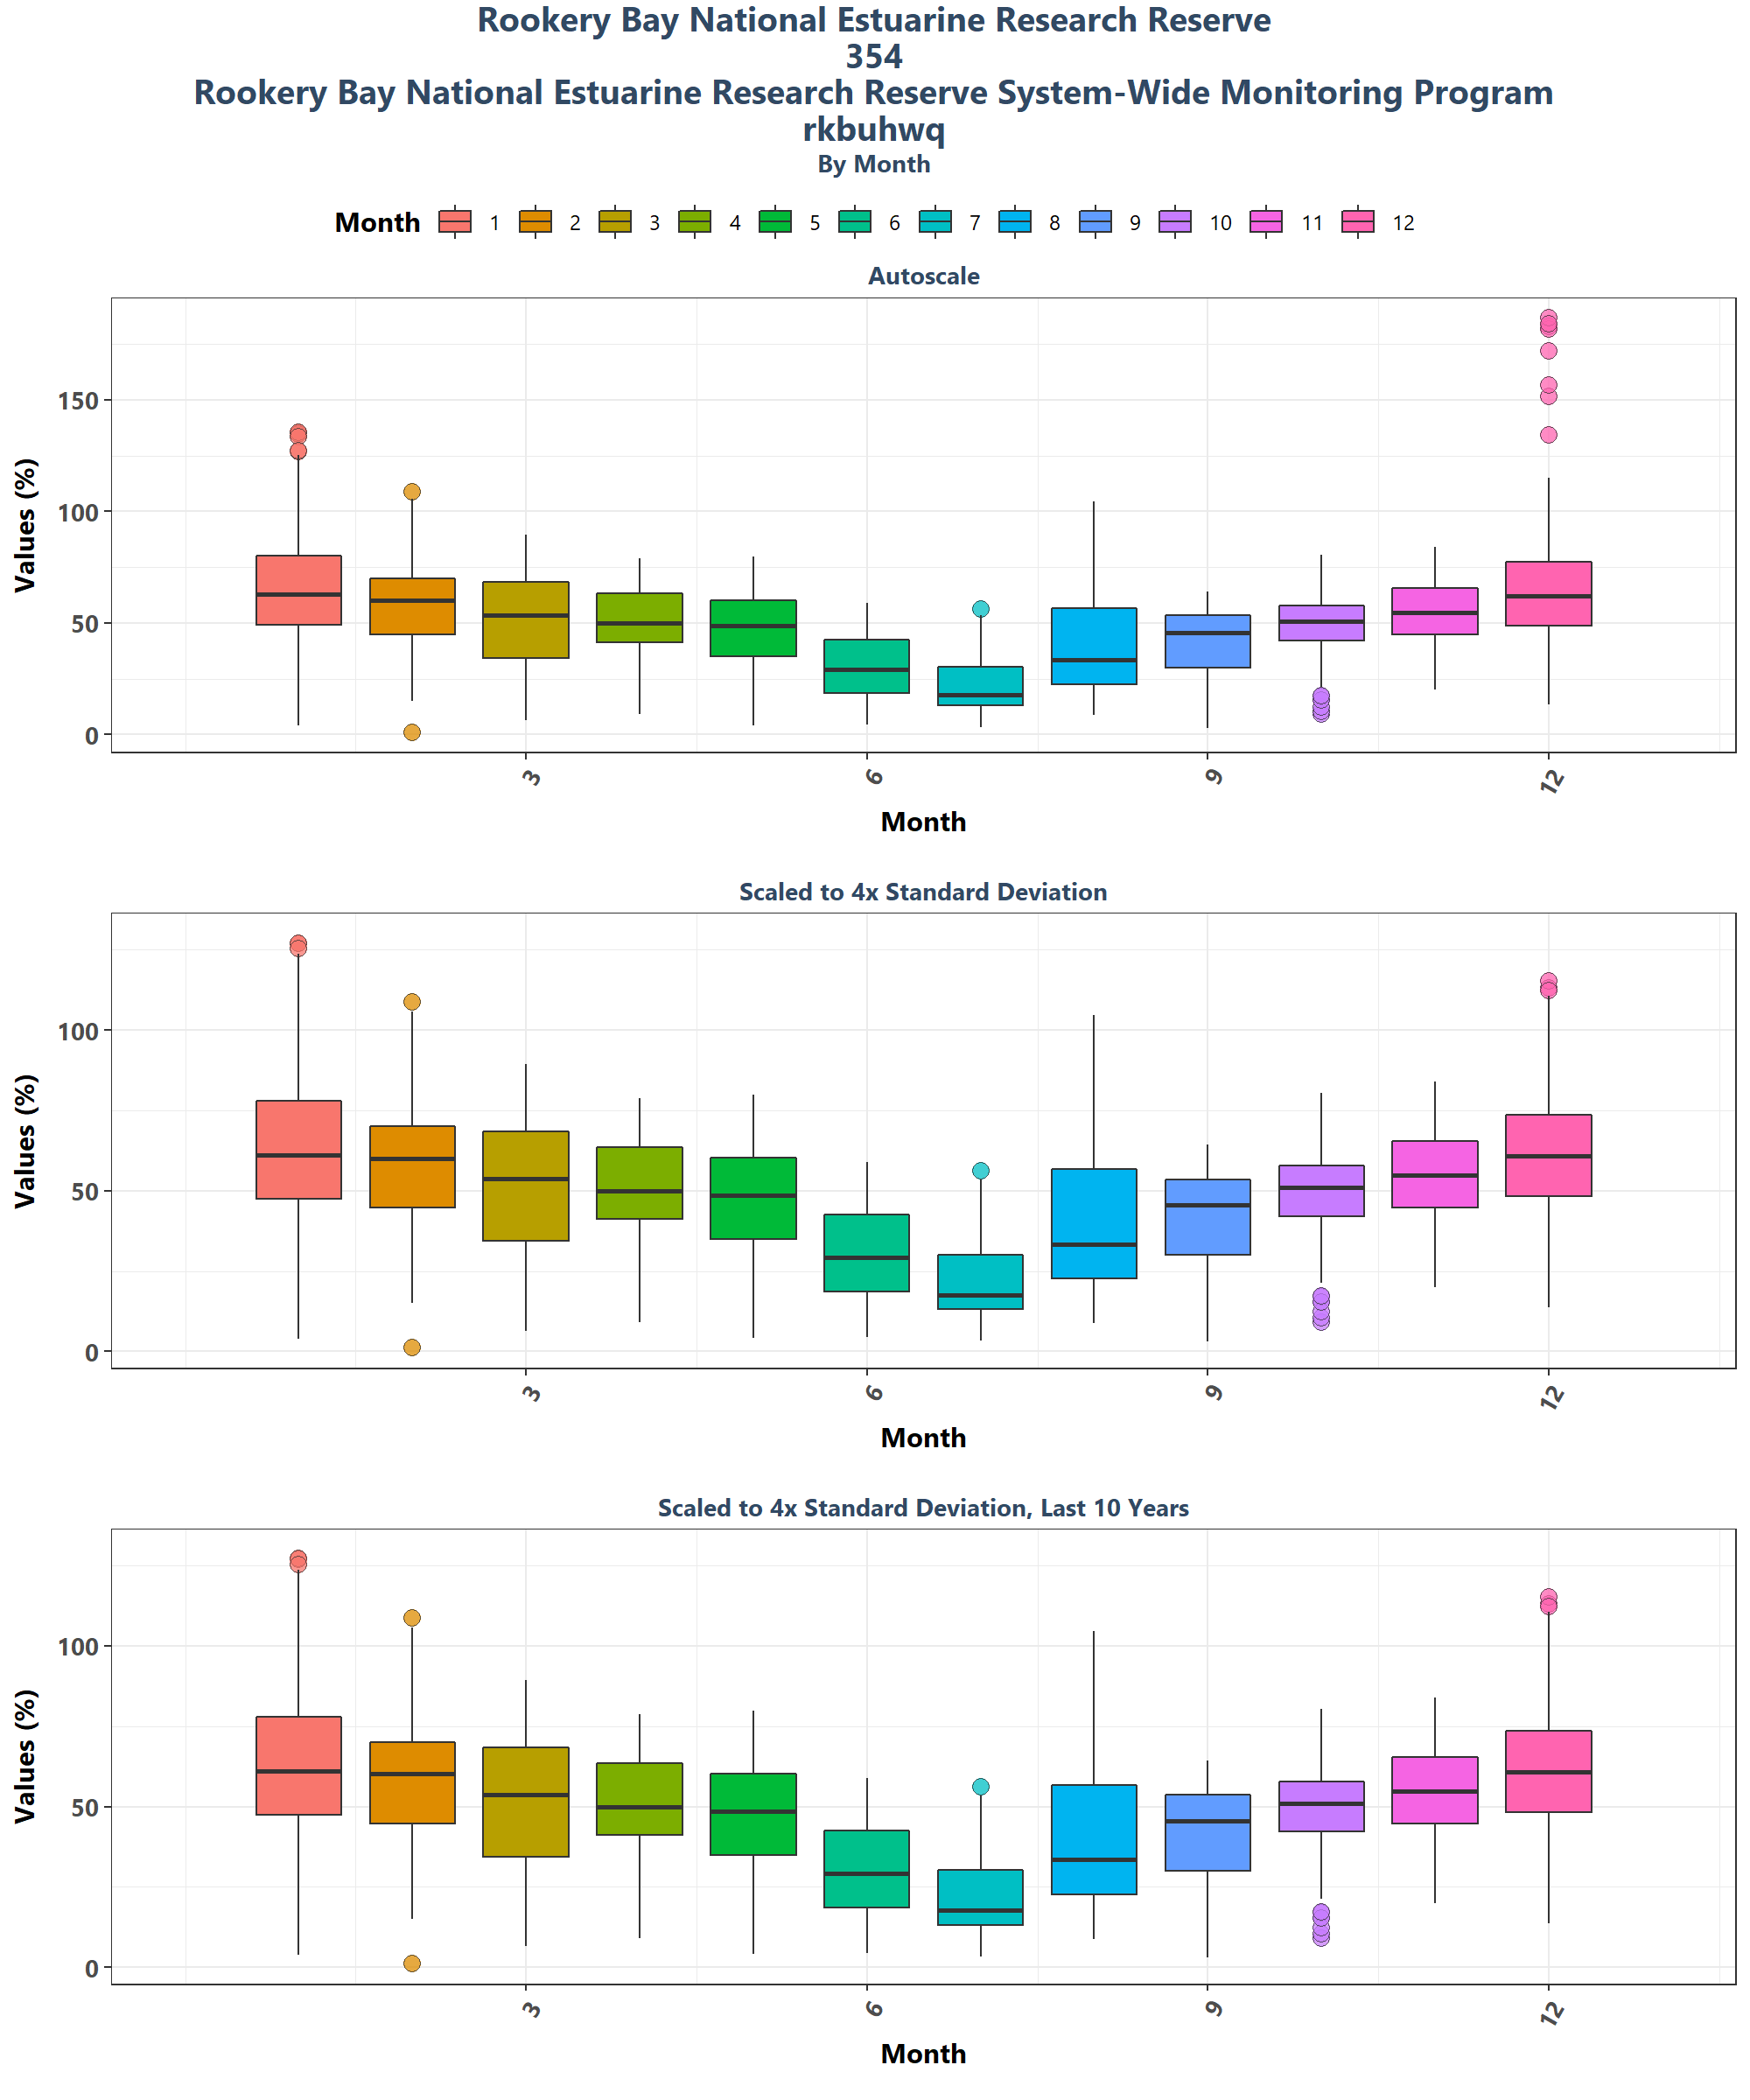 Rookery Bay National Estuarine Research Reserve
354
Rookery Bay National Estuarine Research Reserve System-Wide Monitoring Program
rkbuhwq
By Month
Month 1 2 3 4 5 6 7 8 9 10 11 12
Autoscale
Values (%)
150
100
50
0
3 6 9 12
Month
Scaled to 4x Standard Deviation
Values (%)
100
50
0
3 6 9 12
Month
Scaled to 4x Standard Deviation, Last 10 Years
Values (%)
100
50
0
3 6 9 12
Month